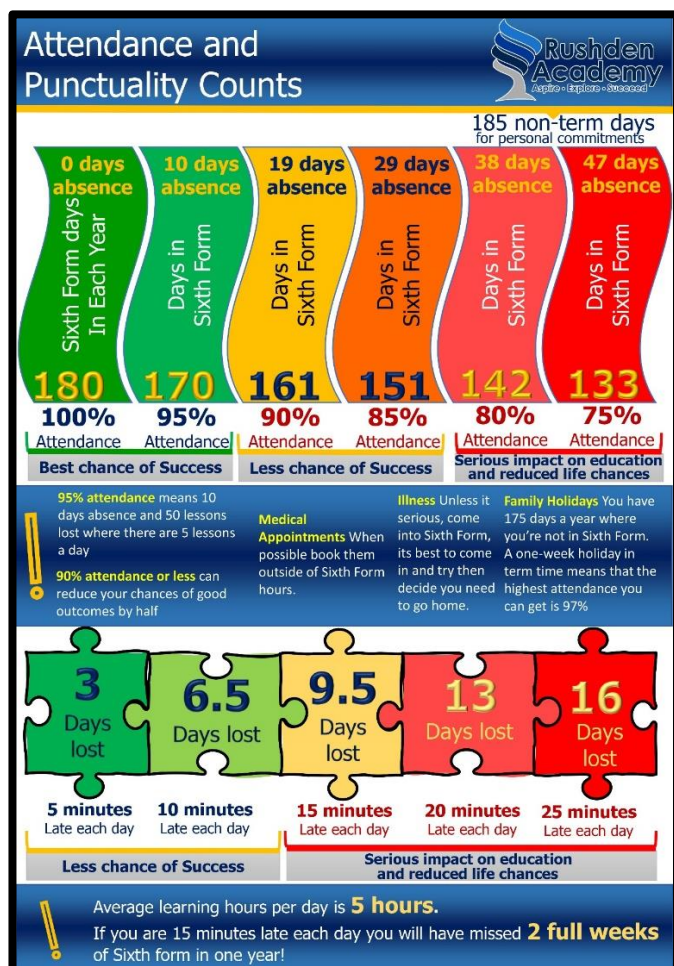 Attendance and
Punctuality Counts
Rushden
Academy
Aspire • Explore • Succeed
185 non-term days
for personal commitments
0 days
absence
Sixth Form days
In Each Year
180
100%
Attendance
10 days
absence
Days in
Sixth Form
170
95%
Attendance
19 days
absence
Days in
Sixth Form
161
90%
Attendance
29 days
absence
Days in
Sixth Form
151
85%
Attendance
38 days
absence
Days in
Sixth Form
142
80%
Attendance
47 days
absence
Days in
Sixth Form
133
75%
Attendance
Best chance of Success
Less chance of Success
Serious impact on education
and reduced life chances
!
95% attendance means 10
days absence and 50 lessons
lost where there are 5 lessons
a day
90% attendance or less can
reduce your chances of good
outcomes by half
Medical
Appointments When
possible book them
outside of Sixth Form
hours.
Illness Unless it
serious, come
into Sixth Form,
its best to come
in and try then
decide you need
to go home.
Family Holidays You have
175 days a year where
you're not in Sixth Form.
A one-week holiday in
term time means that the
highest attendance you
can get is 97%
3
Days
lost
6.5
Days lost
9.5
Days
lost
13
Days lost
16
Days
lost
5 minutes
Late each day
10 minutes
Late each day
15 minutes
Late each day
20 minutes
Late each day
25 minutes
Late each day
Less chance of Success
Serious impact on education
and reduced life chances
!
Average learning hours per day is 5 hours.
If you are 15 minutes late each day you will have missed 2 full weeks
of Sixth form in one year!